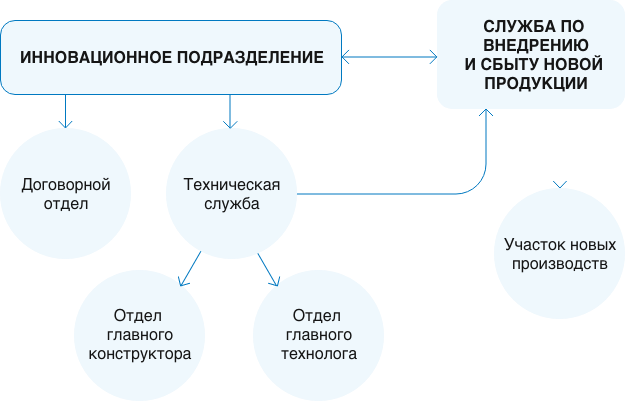 ИННОВАЦИОННОЕ ПОДРАЗДЕЛЕНИЕ
СЛУЖБА ПО
ВНЕДРЕНИЮ
И СБЫТУ НОВОЙ
ПРОДУКЦИИ
Договорной
отдел
Техническая
служба
Участок новых
производств
Отдел
главного
конструктора
Отдел
главного
технолога